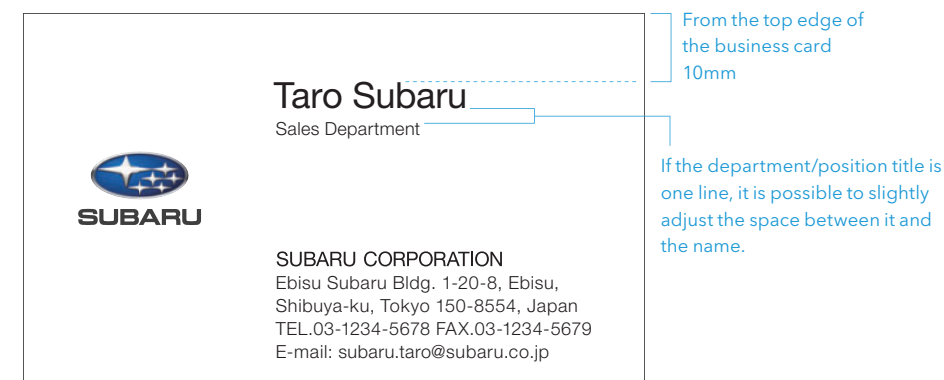 From the top edge of
the business card
10mm
Taro Subaru
Sales Department
If the department/position title is
one line, it is possible to slightly
adjust the space between it and
the name.
SUBARU
SUBARU CORPORATION
Ebisu Subaru Bldg. 1-20-8, Ebisu,
Shibuya-ku, Tokyo 150-8554, Japan
TEL.03-1234-5678 FAX.03-1234-5679
E-mail: subaru.taro@subaru.co.jp